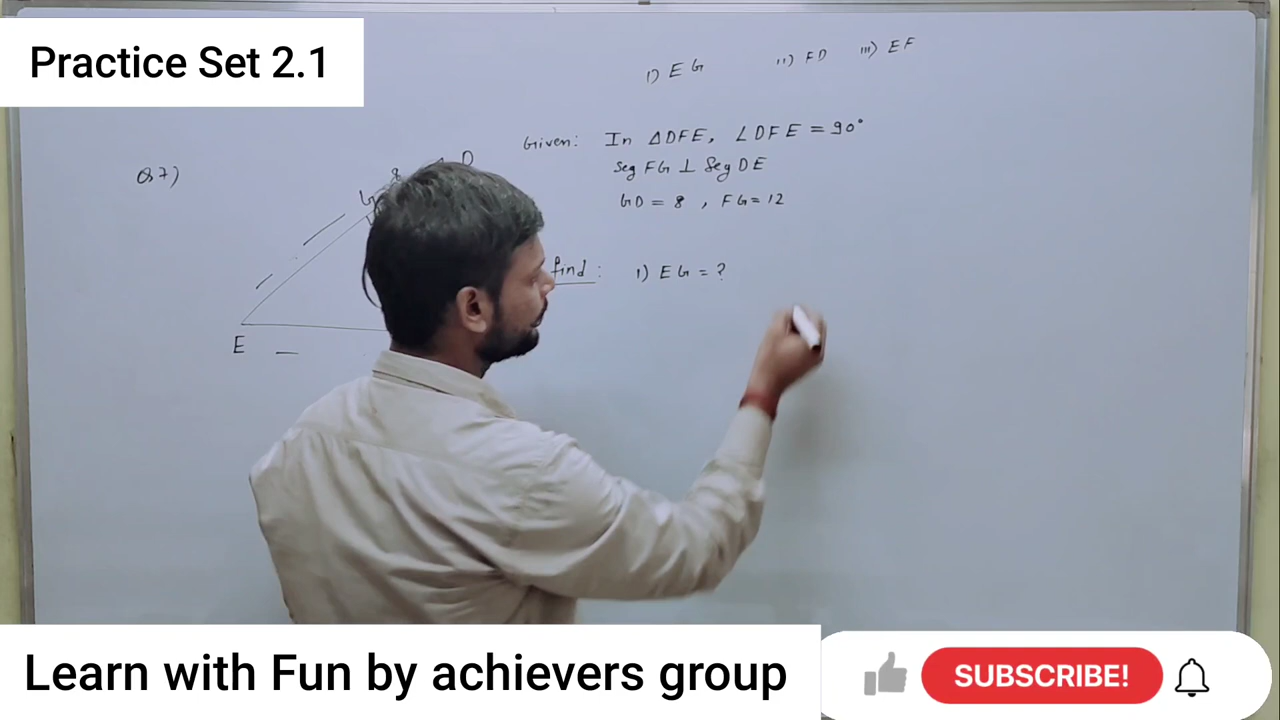 Practice Set 2.1
i) EG ii) FD iii) EF
Given: In ΔDFE, ∠DFE = 90°
Seg FG ⊥ Seg DE
GD = 8 , FG = 12
Q7)
8 D
G
find : i) EG = ?
E
Learn with Fun by achievers group
SUBSCRIBE!